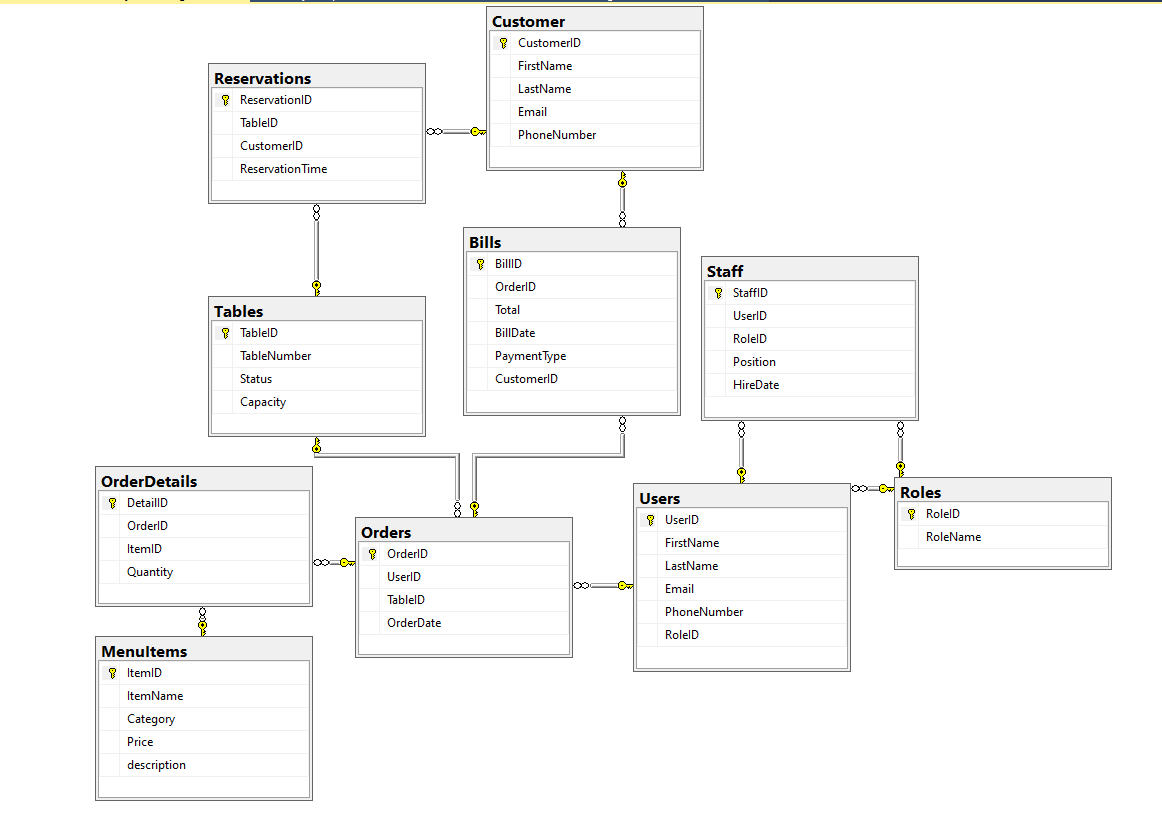 Customer
CustomerID
FirstName
LastName
Email
PhoneNumber
Reservations
ReservationID
TableID
CustomerID
ReservationTime
Bills
BillID
OrderID
Total
BillDate
PaymentType
CustomerID
Staff
StaffID
UserID
RoleID
Position
HireDate
Tables
TableID
TableNumber
Status
Capacity
OrderDetails
DetailID
OrderID
ItemID
Quantity
Orders
OrderID
UserID
TableID
OrderDate
Users
UserID
FirstName
LastName
Email
PhoneNumber
RoleID
Roles
RoleID
RoleName
MenuItems
ItemID
ItemName
Category
Price
description